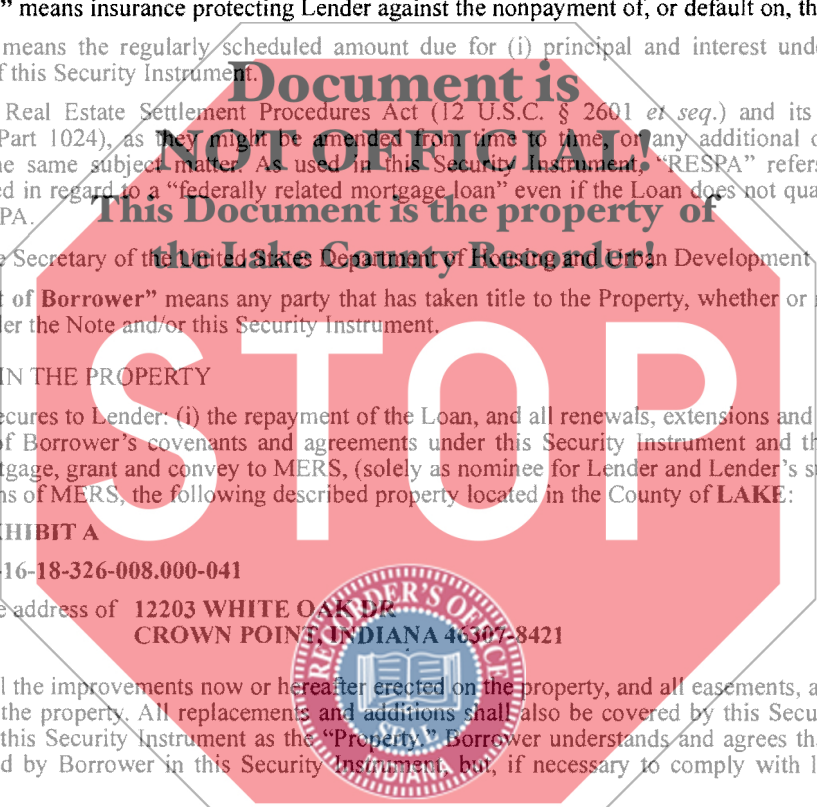 ” means insurance protecting Lender against the nonpayment of, or default on, th
means the regularly scheduled amount due for (i) principal and interest und
f this Security Instrument.
Document is
Real Estate Settlement Procedures Act (12 U.S.C. § 2601 et seq.) and its
Part 1024), as they might be amended from time to time, or any additional
NOT OFFICIAL!
e same subject matter. As used in this Security Instrument, “RESPA” refers
ed in regard to a “federally related mortgage loan” even if the Loan does not qua
PA.
This Document is the property of
the Lake County Recorder!
e Secretary of the United States Department of Housing and Urban Development
t of Borrower” means any party that has taken title to the Property, whether or
er the Note and/or this Security Instrument.
STOP
IN THE PROPERTY
ecures to Lender: (i) the repayment of the Loan, and all renewals, extensions and
of Borrower’s covenants and agreements under this Security Instrument and th
tgage, grant and convey to MERS, (solely as nominee for Lender and Lender’s s
ns of MERS, the following described property located in the County of LAKE:
HIBIT A
-16-18-326-008.000-041
e address of 12203 WHITE OAK DR
CROWN POINT, INDIANA 46307-8421
RECORDER'S OFFICE
l the improvements now or hereafter erected on the property, and all easements, a
the property. All replacements and additions shall also be covered by this Secu
this Security Instrument as the “Property.” Borrower understands and agrees tha
d by Borrower in this Security Instrument, but, if necessary to comply with l
INDIANA